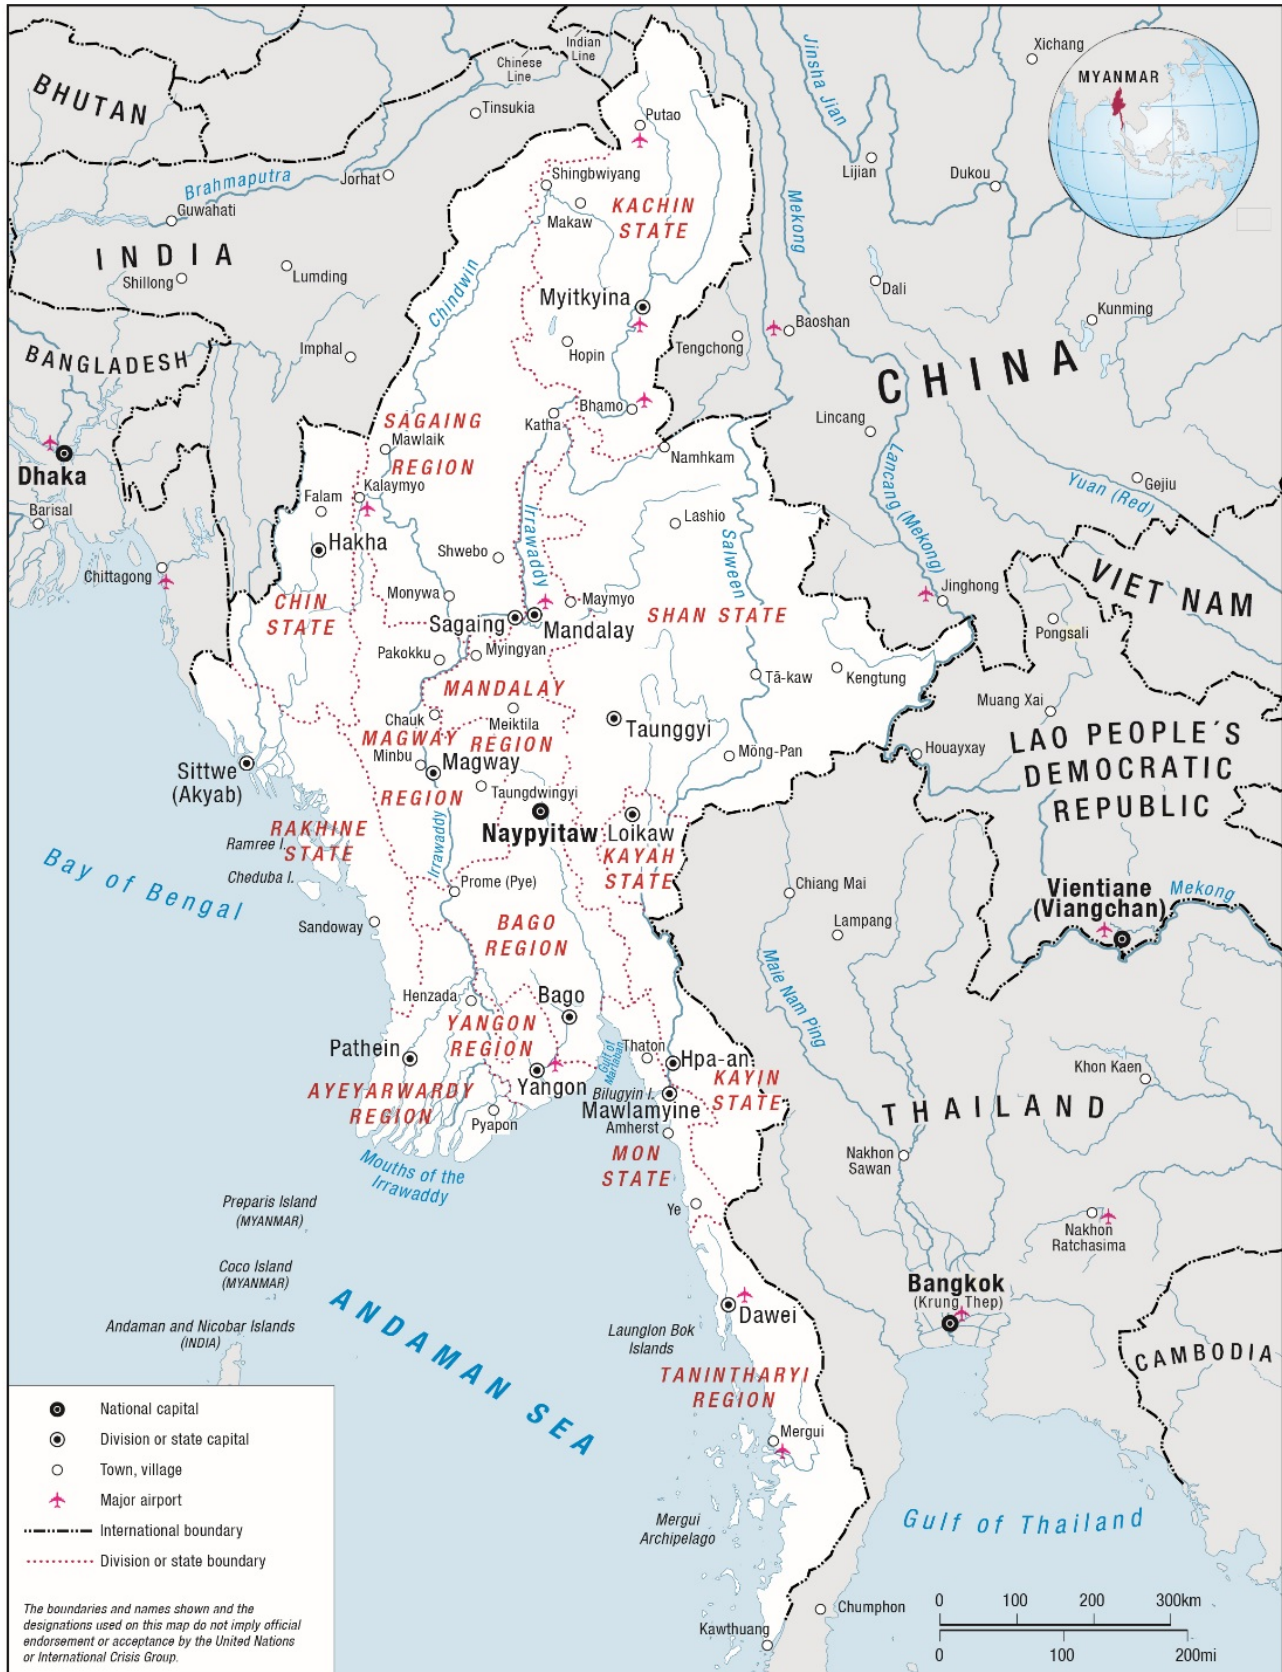 Indian
Line
Chinese
Line
Jinsha Jian
Xichang
MYANMAR
BHUTAN
Tinsukia
Putao
Brahmaputra
Jorhat
Shingbwiyang
Lijian
Dukou
Guwahati
Makaw
KACHIN
STATE
Mekong
INDIA
Shillong
Lumding
Chindwin
Myitkyina
Dali
Kunming
BANGLADESH
Imphal
Hopin
Tengchong
Baoshan
CHINA
SAGAING
REGION
Bhamo
Katha
Lincang
Mawlaik
Namhkam
Dhaka
Kalaymyo
Lancang (Mekong)
Gejiu
Yuan (Red)
Barisal
Falam
Irrawaddy
Lashio
Salween
Hakha
Shwebo
Chittagong
Jinghong
VIET NAM
CHIN
STATE
Monywa
Maymyo
SHAN STATE
Sagaing
Mandalay
Pongsali
Pakokku
Myingyan
Tā-kaw
Kengtung
MANDALAY
REGION
Muang Xai
Chauk
Meiktila
Taunggyi
MAGWAY
REGION
Minbu
Magway
Möng-Pan
Houayxay
LAO PEOPLE´S
DEMOCRATIC
REPUBLIC
Sittwe
(Akyab)
Taungdwingyi
Naypyitaw
Loikaw
RAKHINE
STATE
Ramree I.
Irrawaddy
KAYAH
STATE
Bay of Bengal
Cheduba I.
Prome (Pye)
Chiang Mai
Vientiane
(Viangchan)
Mekong
Sandoway
BAGO
REGION
Lampang
Maie Nam Ping
Henzada
Bago
YANGON
REGION
Pathein
Gulf of
Martaban
Thaton
Hpa-an
Khon Kaen
Yangon
KAYIN
STATE
AYEYARWARDY
REGION
Bilugyin I.
Mawlamyine
THAILAND
Pyapon
Amherst
Mouths of the
Irrawaddy
MON
STATE
Nakhon
Sawan
Preparis Island
(MYANMAR)
Ye
Nakhon
Ratchasima
Coco Island
(MYANMAR)
Bangkok
(Krung Thep)
Andaman and Nicobar Islands
(INDIA)
ANDAMAN SEA
Dawei
Launglon Bok
Islands
CAMBODIA
TANINTHARYI
REGION
Mergui
Mergui
Archipelago
Gulf of Thailand
Chumphon
Kawthuang
National capital
Division or state capital
Town, village
Major airport
International boundary
Division or state boundary
The boundaries and names shown and the
designations used on this map do not imply official
endorsement or acceptance by the United Nations
or International Crisis Group.
0 100 200 300km
0 100 200mi